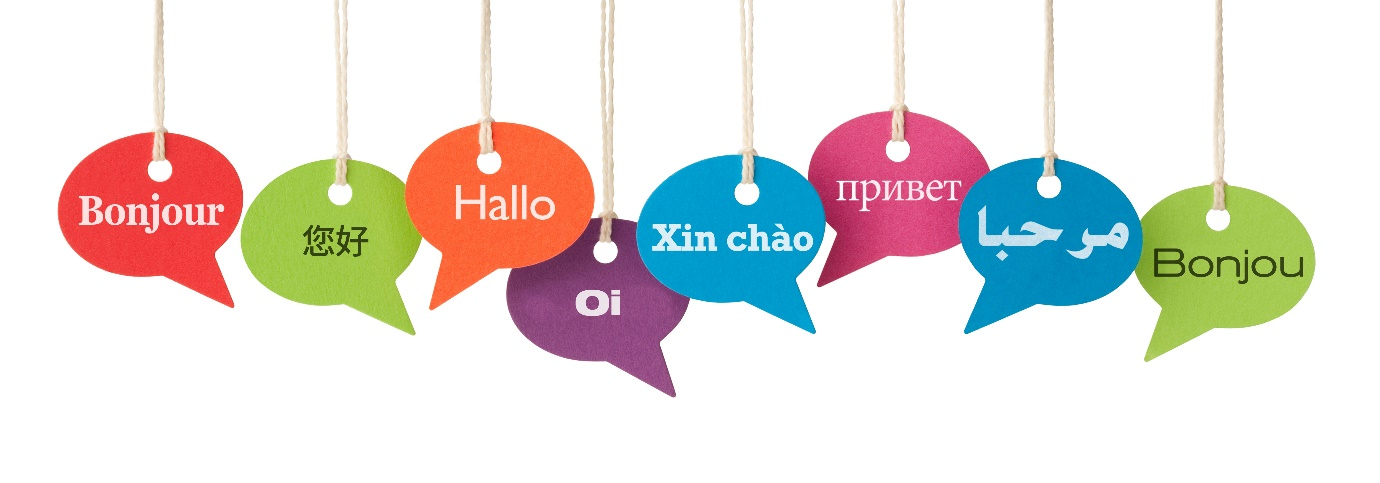 Bonjour
您好
Hallo
Oi
Xin chào
привет
مرحبا
Bonjou